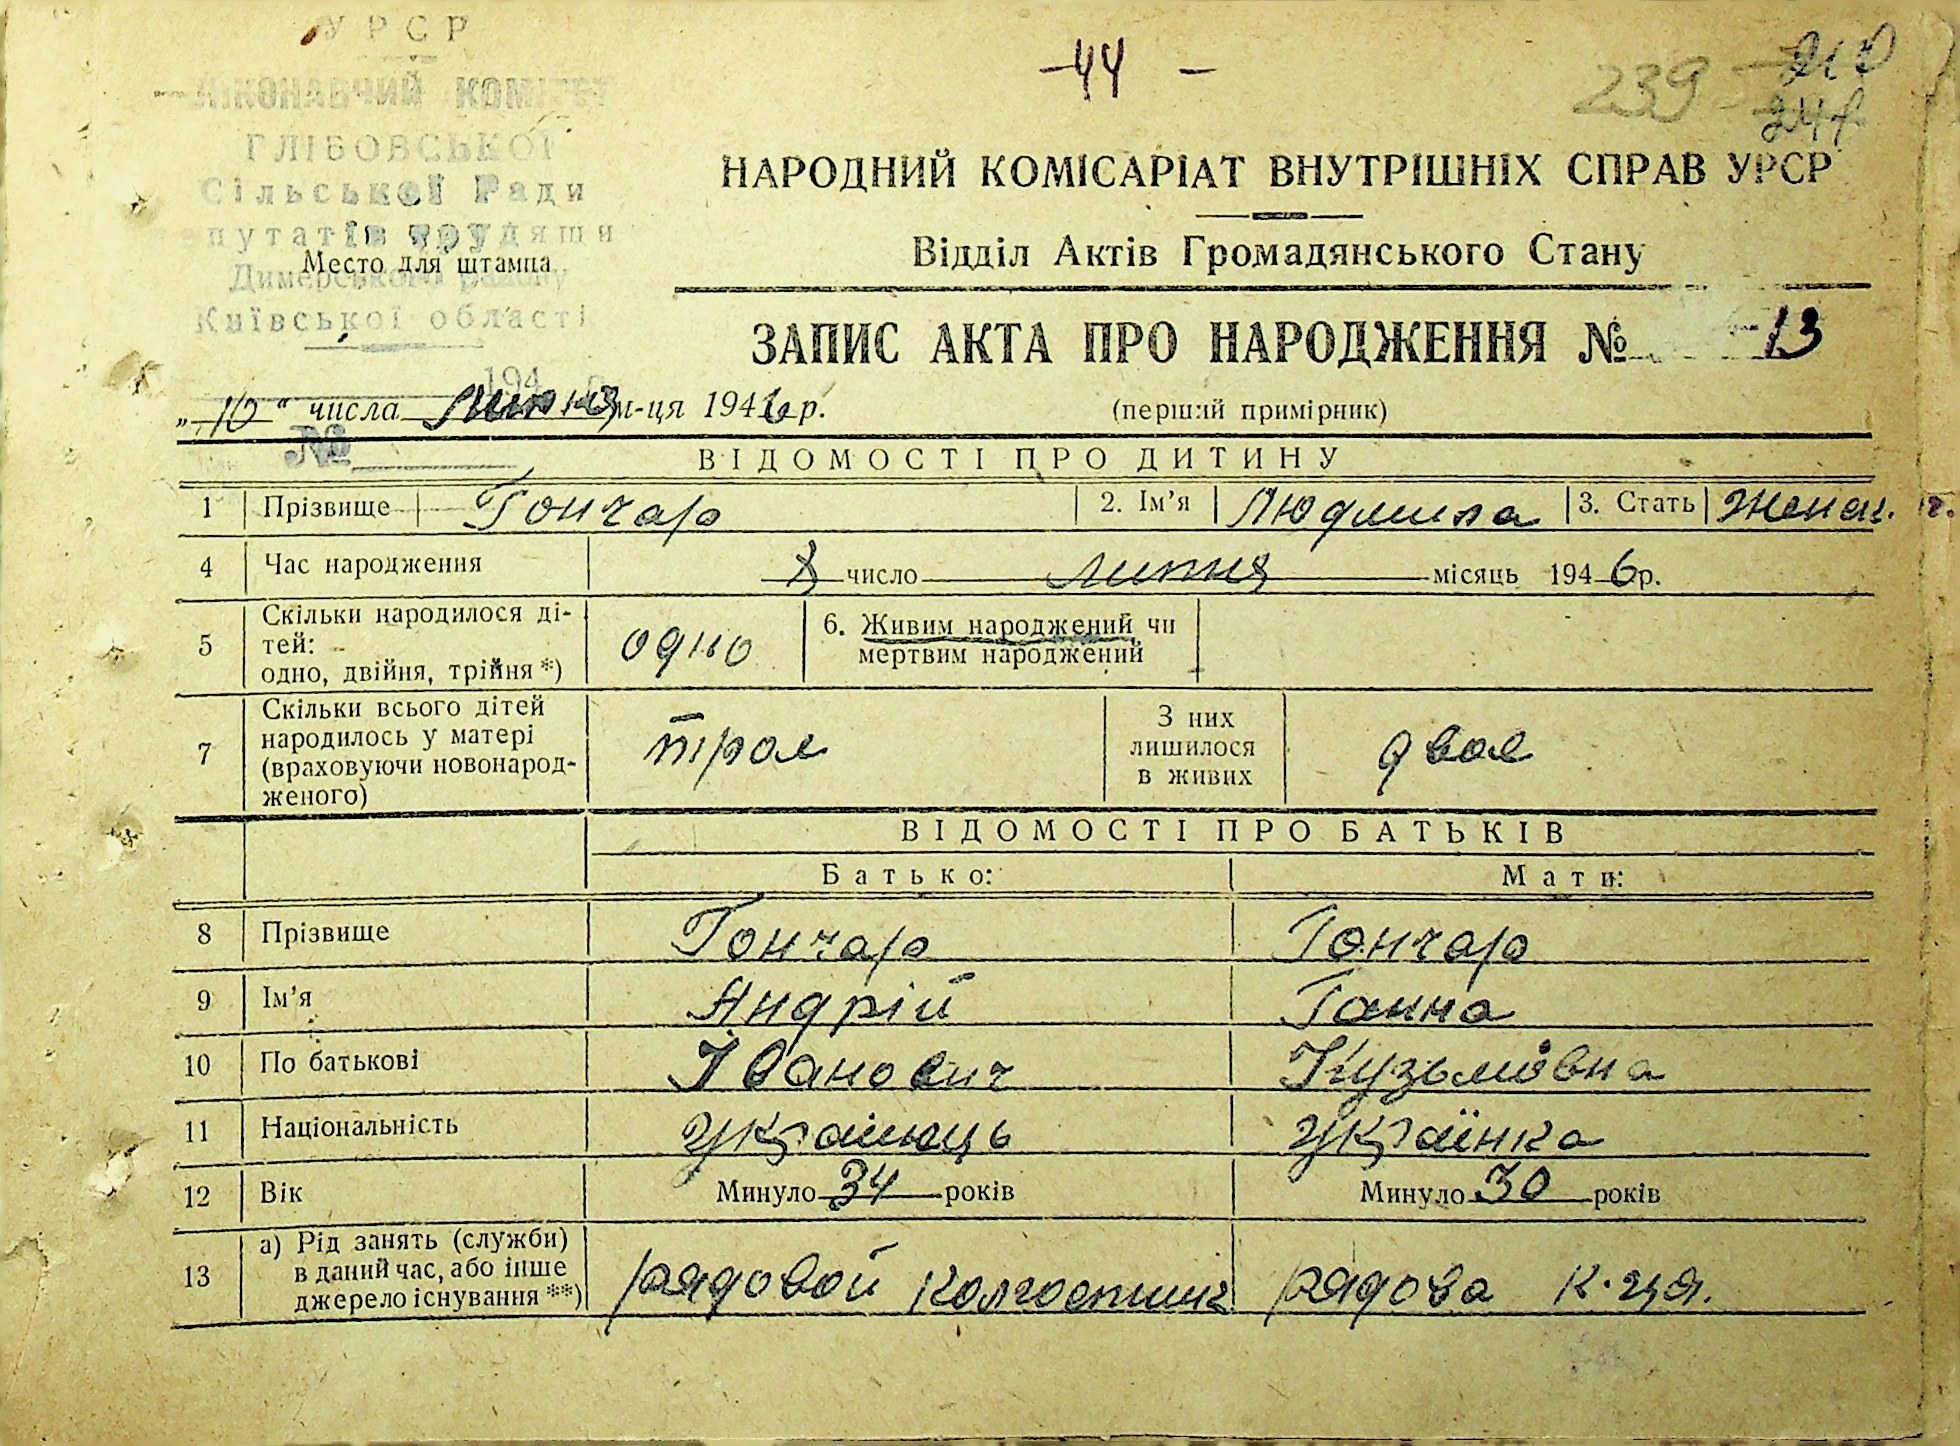 УРСР
ГЛІБОВСЬКОЇ
Сільської Ради
Димерського району
Київської області
194
№
Место для штампа
-44-
239
НАРОДНИЙ КОМІСАРІАТ ВНУТРІШНІХ СПРАВ УРСР
Відділ Актів Громадянського Стану
ЗАПИС АКТА ПРО НАРОДЖЕННЯ № 13
„10" числа липня м-ця 1946 р.
(перший примірник)
ВІДОМОСТІ ПРО ДИТИНУ
1 Прізвище Гончар 2. Ім'я Людмила 3. Стать женск.
4 Час народження 8 число липня місяць 1946 р.
5 Скільки народилося ді-
тей:
одно, двійня, трійня *) одно
6. Живим народжений чи
мертвим народжений
7 Скільки всього дітей
народилось у матері
(враховуючи новонарод-
женого) троє
З них
лишилося
в живих двоє
ВІДОМОСТІ ПРО БАТЬКІВ
Батько: Мати:
8 Прізвище Гончар Гончар
9 Ім'я Андрій Ганна
10 По батькові Іванович Кузьмовна
11 Національність українець українка
12 Вік Минуло 34 років Минуло 30 років
13 а) Рід занять (служби)
в даний час, або інше
джерело існування **) рядовой колгоспник рядова к-ця.